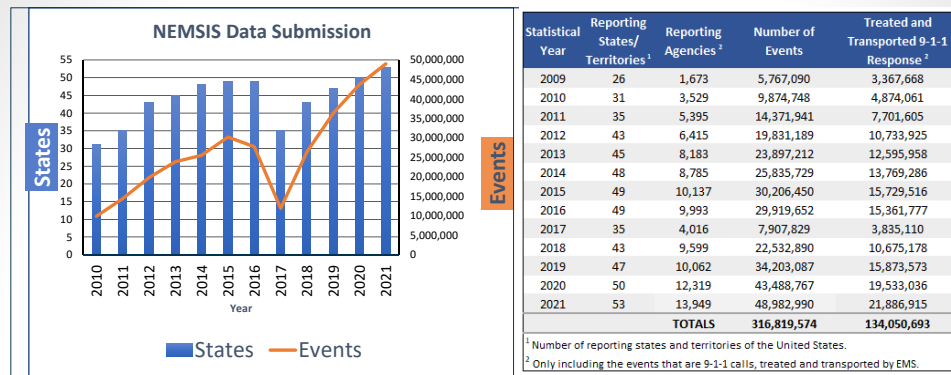 NEMSIS Data Submission
States
55
50
45
40
35
30
25
20
15
10
5
0
50,000,000
45,000,000
40,000,000
35,000,000
30,000,000
25,000,000
20,000,000
15,000,000
10,000,000
5,000,000
0
Events
2010
2011
2012
2013
2014
2015
2016
2017
2018
2019
2020
2021
Year
States Events
Statistical Year Reporting States/ Territories 1 Reporting Agencies 2 Number of Events Treated and Transported 9-1-1 Response 2
2009 26 1,673 5,767,090 3,367,668
2010 31 3,529 9,874,748 4,874,061
2011 35 5,395 14,371,941 7,701,605
2012 43 6,415 19,831,189 10,733,925
2013 45 8,183 23,897,212 12,595,958
2014 48 8,785 25,835,729 13,769,286
2015 49 10,137 30,206,450 15,729,516
2016 49 9,993 29,919,652 15,361,777
2017 35 4,016 7,907,829 3,835,110
2018 43 9,599 22,532,890 10,675,178
2019 47 10,062 34,203,087 15,873,573
2020 50 12,319 43,488,767 19,533,036
2021 53 13,949 48,982,990 21,886,915
TOTALS 316,819,574 134,050,693
1 Number of reporting states and territories of the United States.
2 Only including the events that are 9-1-1 calls, treated and transported by EMS.